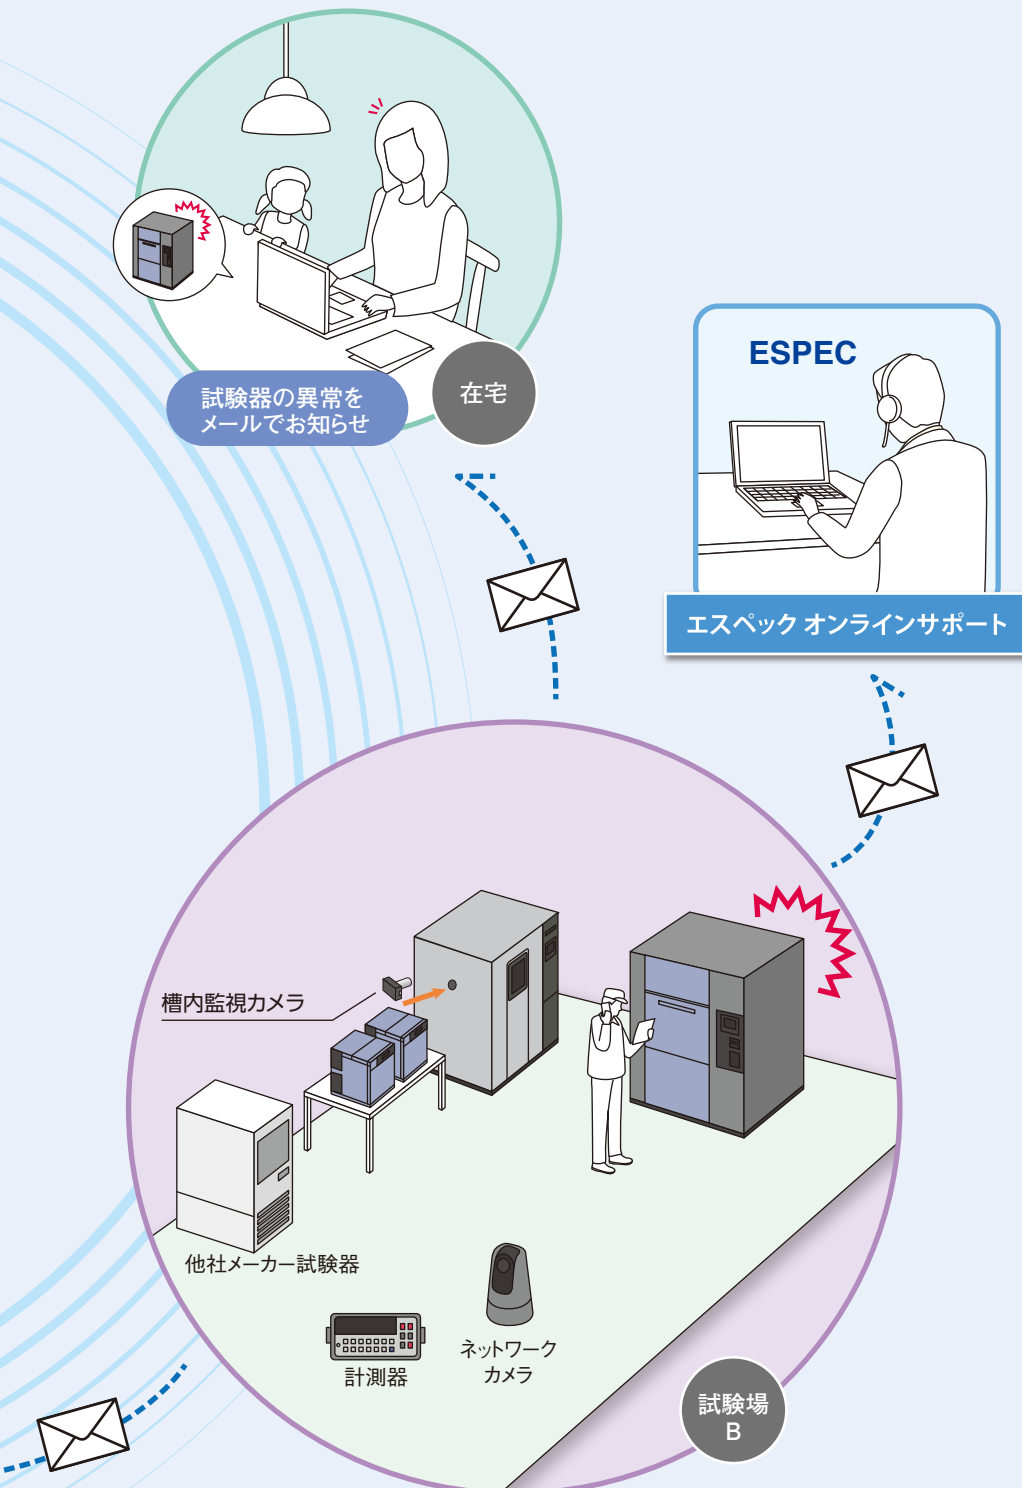 試験器の異常を
メールでお知らせ
在宅
ESPEC
エスペック オンラインサポート
槽内監視カメラ
他社メーカー試験器
計測器
ネットワーク
カメラ
試験場
B